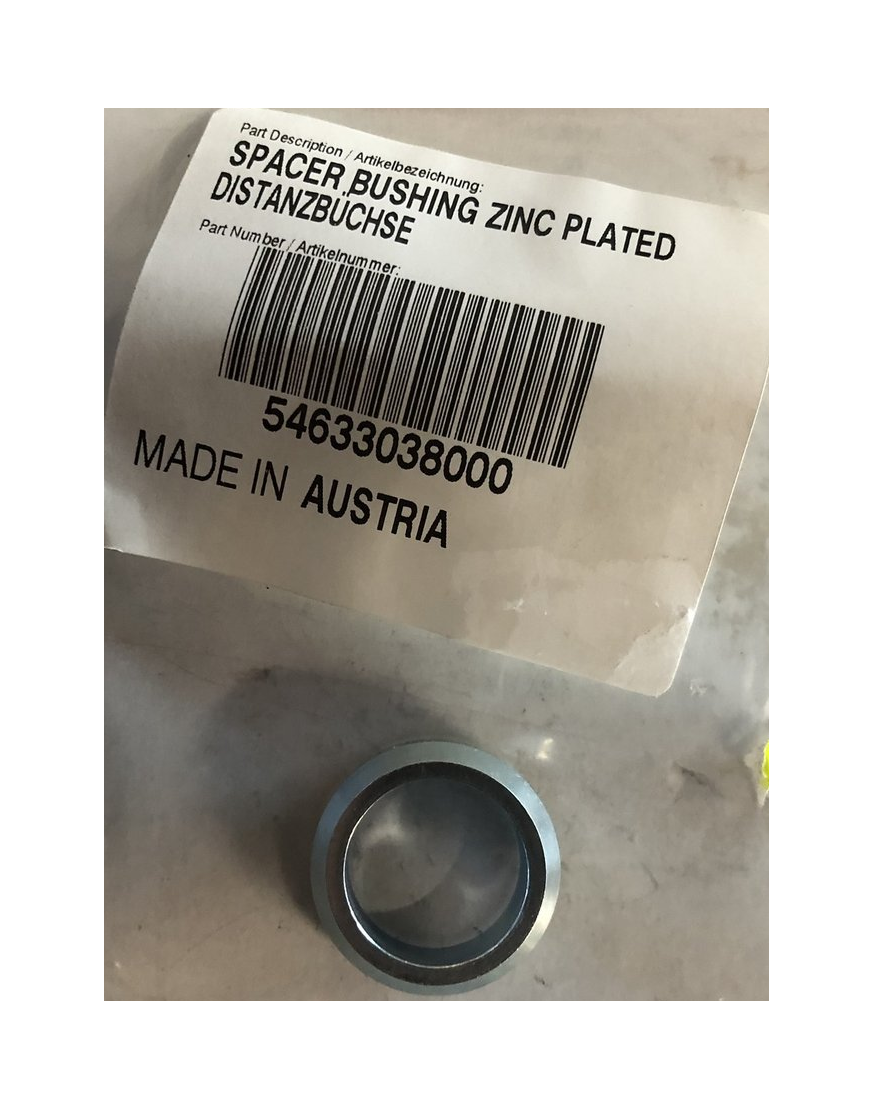 Part Description / Artikelbezeichnung:
SPACER BUSHING ZINC PLATED
DISTANZBÜCHSE
Part Number / Artikelnummer:
54633038000
MADE IN AUSTRIA